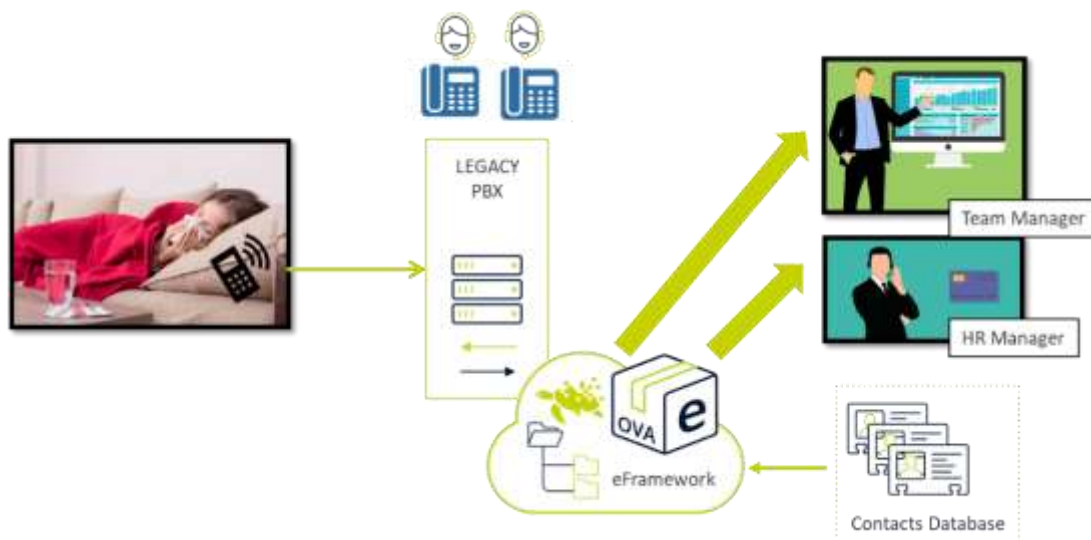 LEGACY
PBX
Team Manager
HR Manager
OVA
e
eFramework
Contacts Database